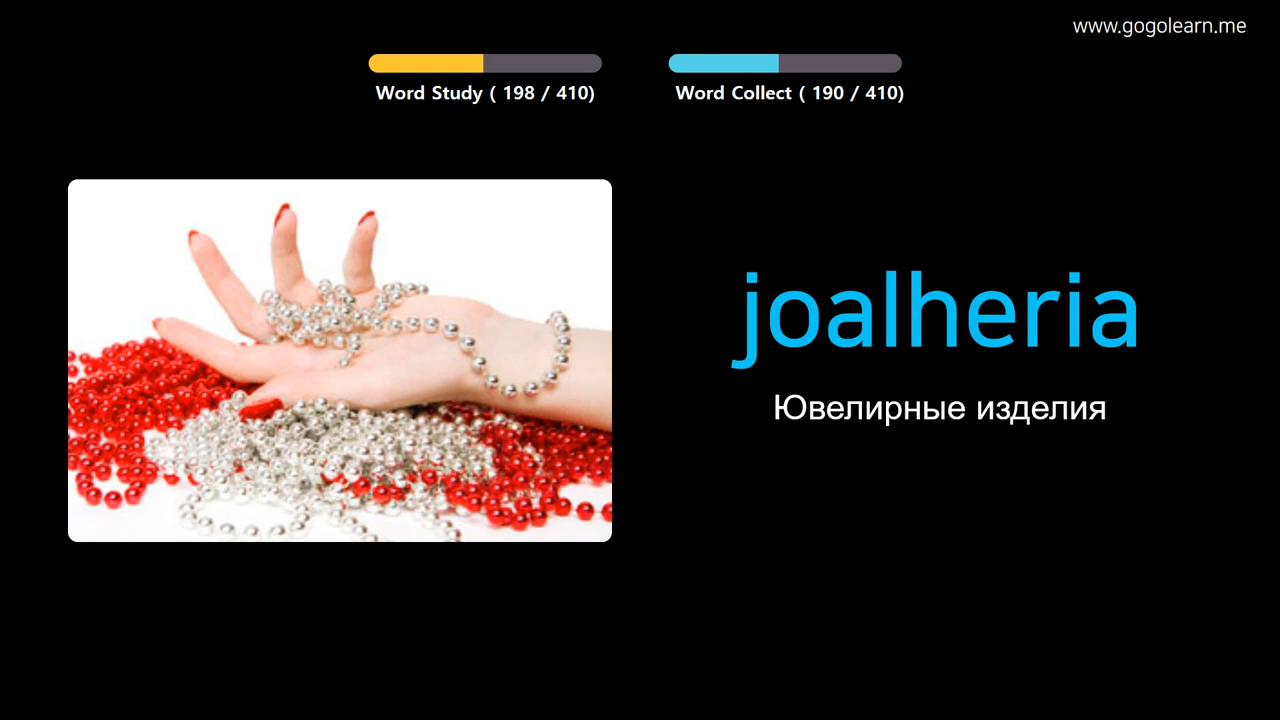 www.gogolearn.me
Word Study ( 198 / 410)
Word Collect ( 190 / 410)
joalheria
Ювелирные изделия